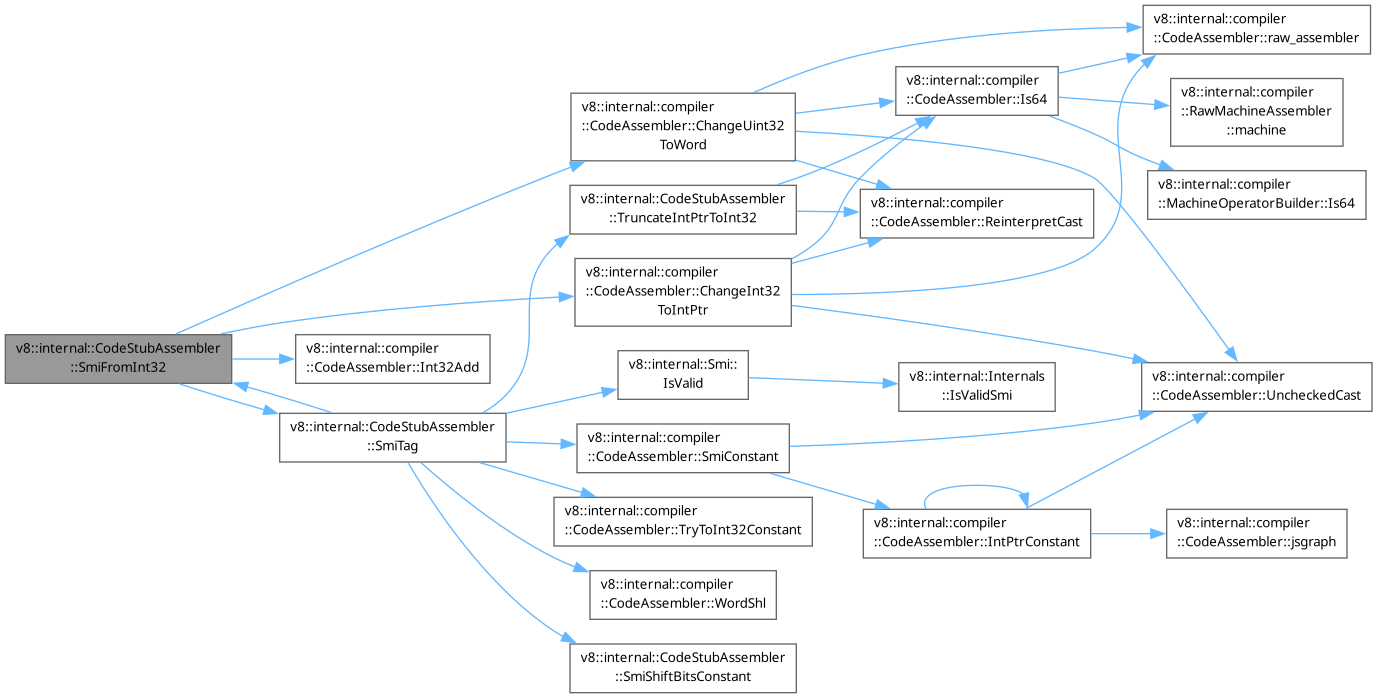 v8::internal::CodeStubAssembler
::SmiFromInt32
v8::internal::compiler
::CodeAssembler::ChangeUint32
ToWord
v8::internal::CodeStubAssembler
::TruncateIntPtrToInt32
v8::internal::compiler
::CodeAssembler::ChangeInt32
ToIntPtr
v8::internal::compiler
::CodeAssembler::Int32Add
v8::internal::CodeStubAssembler
::SmiTag
v8::internal::Smi::
IsValid
v8::internal::compiler
::CodeAssembler::SmiConstant
v8::internal::compiler
::CodeAssembler::TryToInt32Constant
v8::internal::compiler
::CodeAssembler::WordShl
v8::internal::CodeStubAssembler
::SmiShiftBitsConstant
v8::internal::compiler
::CodeAssembler::Is64
v8::internal::compiler
::CodeAssembler::ReinterpretCast
v8::internal::Internals
::IsValidSmi
v8::internal::compiler
::CodeAssembler::IntPtrConstant
v8::internal::compiler
::CodeAssembler::raw_assembler
v8::internal::compiler
::RawMachineAssembler
::machine
v8::internal::compiler
::MachineOperatorBuilder::Is64
v8::internal::compiler
::CodeAssembler::UncheckedCast
v8::internal::compiler
::CodeAssembler::jsgraph